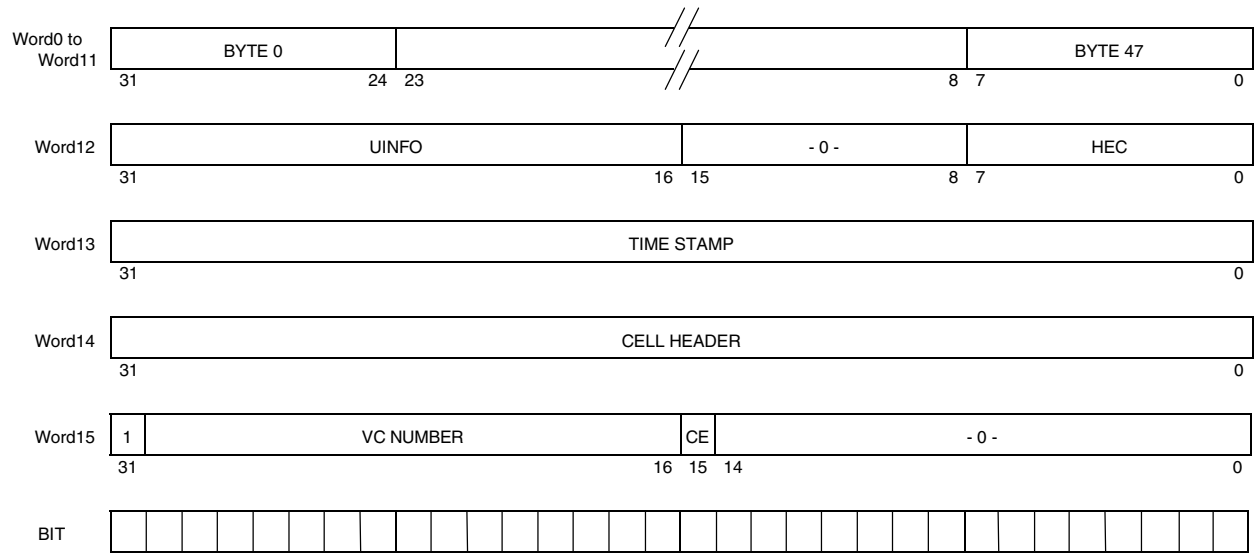 Word0 to
Word11
BYTE 0
BYTE 47
31 24 23 8 7 0
Word12 UINFO - 0 - HEC
31 16 15 8 7 0
Word13 TIME STAMP
31 0
Word14 CELL HEADER
31 0
Word15 1 VC NUMBER CE - 0 -
31 16 15 14 0
BIT